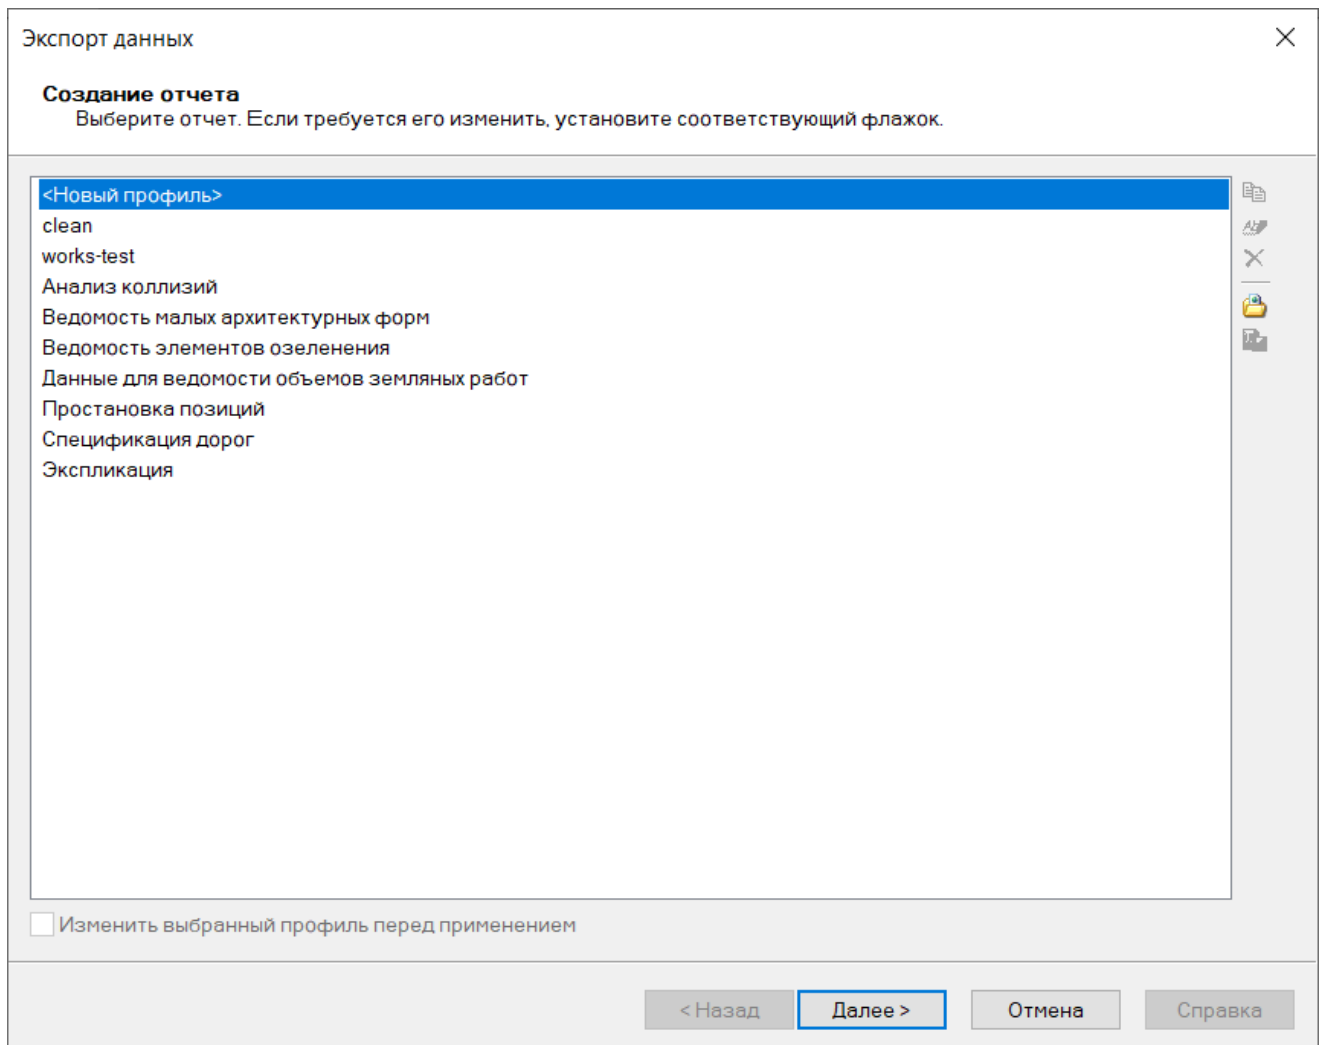 Экспорт данных
Создание отчета
Выберите отчет. Если требуется его изменить, установите соответствующий флажок.
<Новый профиль>
clean
works-test
Анализ коллизий
Ведомость малых архитектурных форм
Ведомость элементов озеленения
Данные для ведомости объемов земляных работ
Простановка позиций
Спецификация дорог
Экспликация
Изменить выбранный профиль перед применением
< Назад
Далее >
Отмена
Справка